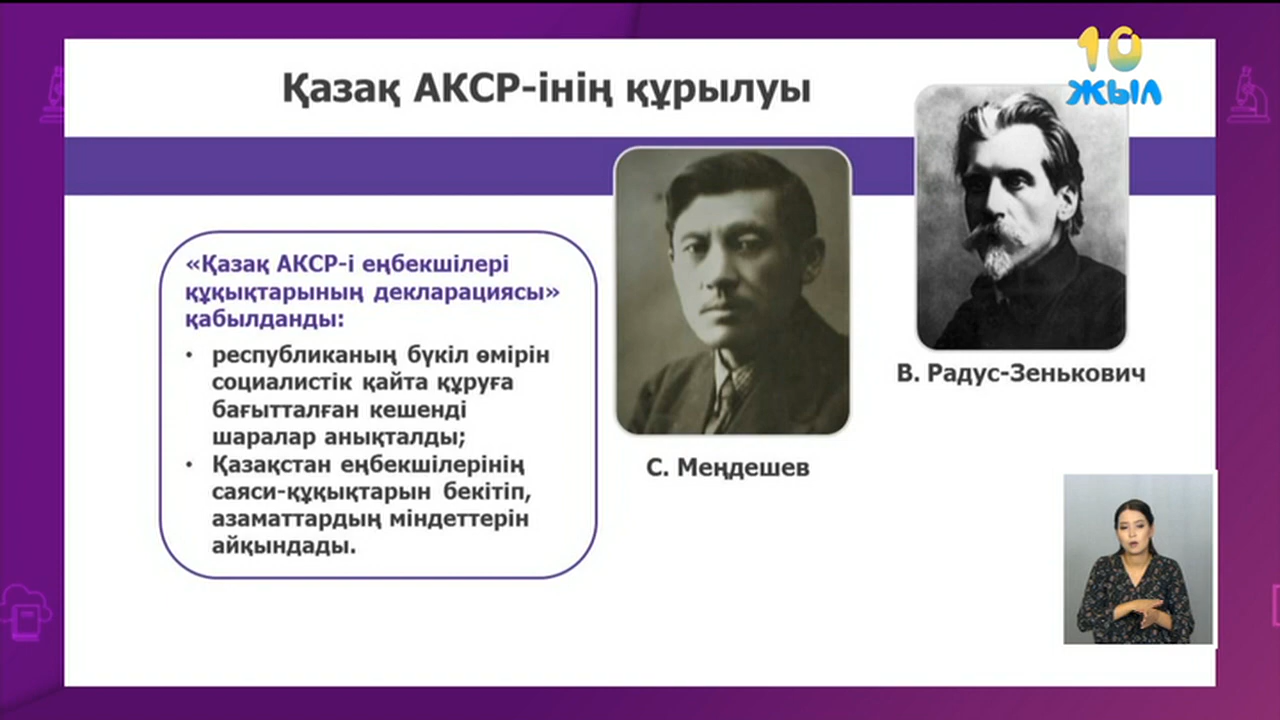 Қазақ АКСР-інің құрылуы
10
ЖЫЛ
«Қазақ АКСР-і еңбекшілері
құқықтарының декларациясы»
қабылданды:
• республиканың бүкіл өмірін
социалистік қайта құруға
бағытталған кешенді
шаралар анықталды;
• Қазақстан еңбекшілерінің
саяси-құқықтарын бекітіп,
азаматтардың міндеттерін
айқындады.
С. Меңдешев
В. Радус-Зенькович